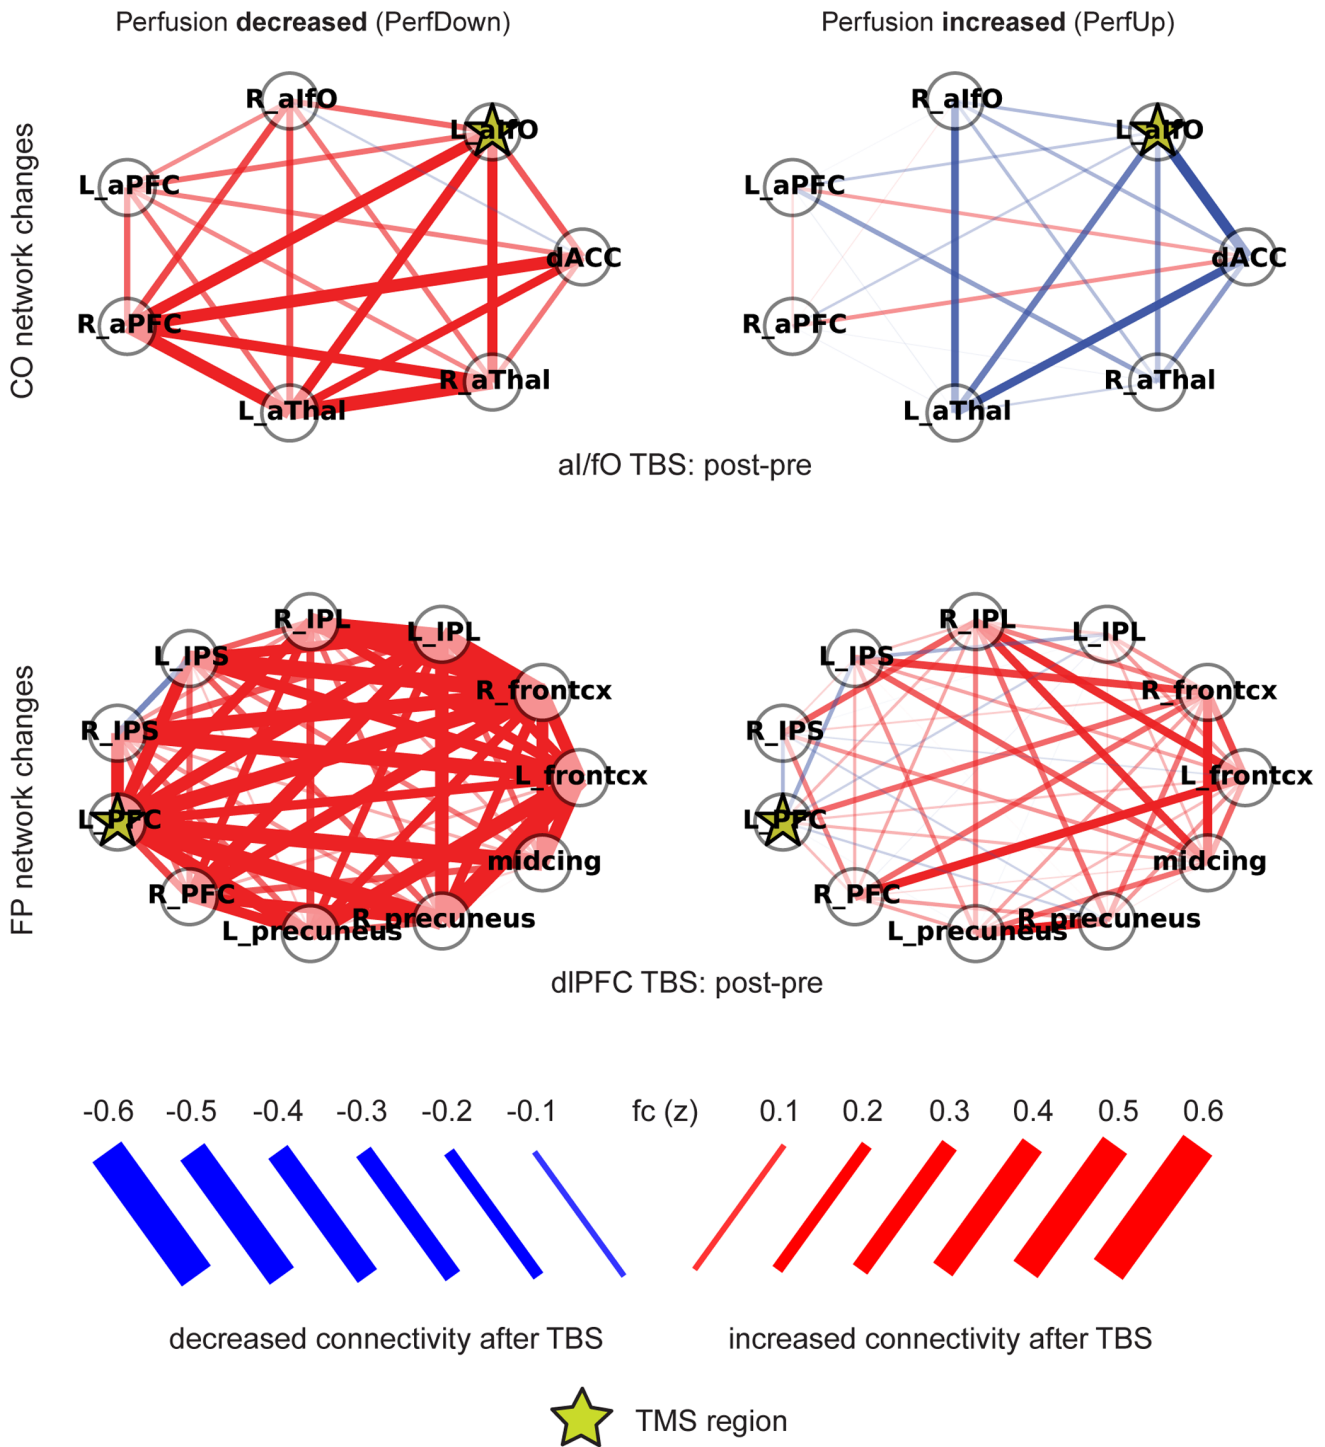 Perfusion decreased (PerfDown)
Perfusion increased (PerfUp)
CO network changes
R_aIfO
L_aIfO
L_aPFC
dACC
R_aPFC
R_aThal
L_aThal
R_aIfO
L_aIfO
L_aPFC
dACC
R_aPFC
R_aThal
L_aThal
aI/fO TBS: post-pre
FP network changes
R_IPL
L_IPL
L_IPS
R_frontcx
R_IPS
L_frontcx
L_PFC
midcing
R_PFC
R_precuneus
L_precuneus
R_IPL
L_IPL
L_IPS
R_frontcx
R_IPS
L_frontcx
L_PFC
midcing
R_PFC
R_precuneus
L_precuneus
dlPFC TBS: post-pre
-0.6 -0.5 -0.4 -0.3 -0.2 -0.1 fc (z) 0.1 0.2 0.3 0.4 0.5 0.6
decreased connectivity after TBS
increased connectivity after TBS
TMS region